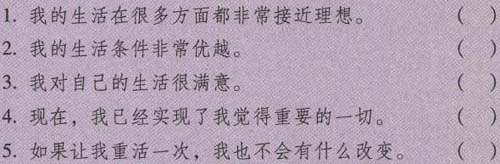 1. 我的生活在很多方面都非常接近理想。 (　)
2. 我的生活条件非常优越。 (　)
3. 我对自己的生活很满意。 (　)
4. 现在，我已经实现了我觉得重要的一切。 (　)
5. 如果让我重活一次，我也不会有什么改变。 (　)